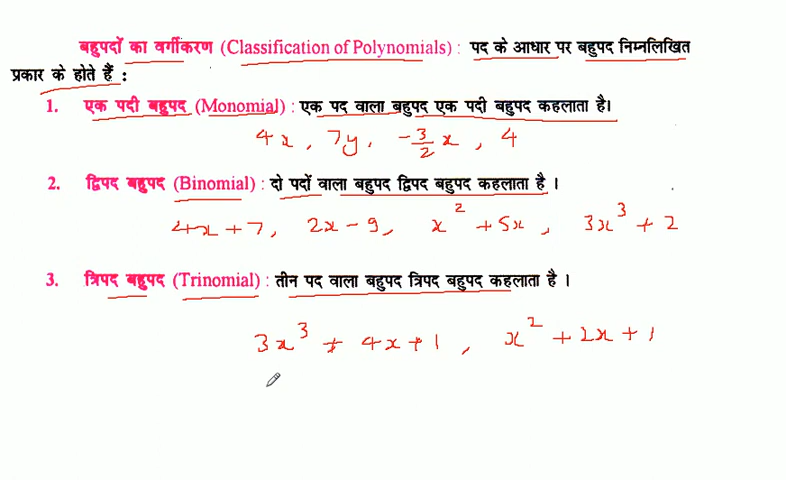 बहुपदों का वर्गीकरण (Classification of Polynomials) : पद के आधार पर बहुपद निम्नलिखित
प्रकार के होते हैं :
1. एक पदी बहुपद (Monomial) : एक पद वाला बहुपद एक पदी बहुपद कहलाता है।
4x, 7y, -3/2 x, 4
2. द्विपद बहुपद (Binomial) : दो पदों वाला बहुपद द्विपद बहुपद कहलाता है ।
4x + 7, 2x - 9, x² + 5x, 3x³ + 2
3. त्रिपद बहुपद (Trinomial) : तीन पद वाला बहुपद त्रिपद बहुपद कहलाता है ।
3x³ + 4x + 1, x² + 2x + 1